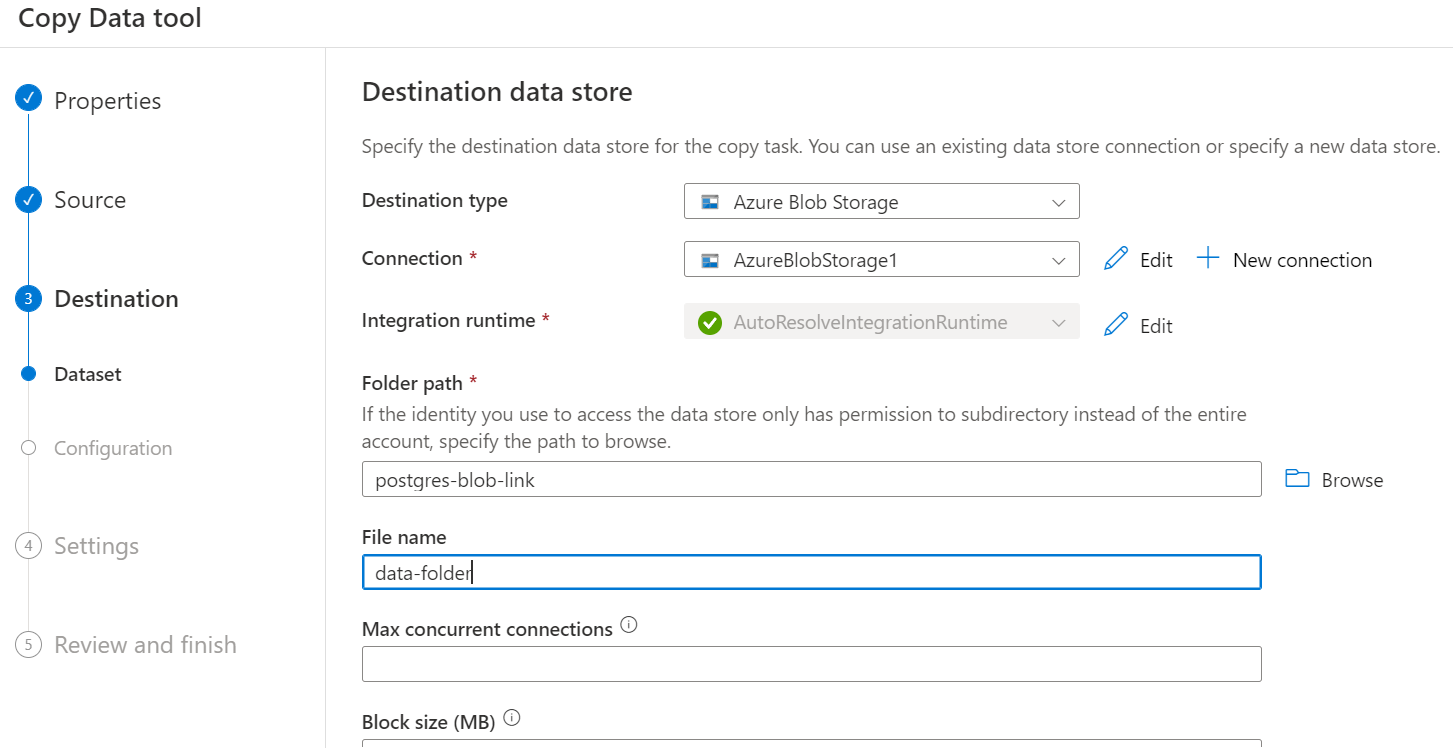 Copy Data tool
Properties
Source
3 Destination
Dataset
Configuration
4 Settings
5 Review and finish
Destination data store
Specify the destination data store for the copy task. You can use an existing data store connection or specify a new data store.
Destination type
Azure Blob Storage
Connection *
AzureBlobStorage1
Edit
New connection
Integration runtime *
AutoResolveIntegrationRuntime
Edit
Folder path *
If the identity you use to access the data store only has permission to subdirectory instead of the entire
account, specify the path to browse.
postgres-blob-link
Browse
File name
data-folder
Max concurrent connections
Block size (MB)